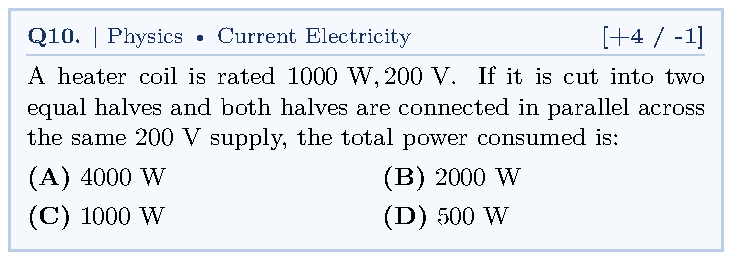 Q10. | Physics • Current Electricity [+4 / -1]
A heater coil is rated 1000 W, 200 V. If it is cut into two
equal halves and both halves are connected in parallel across
the same 200 V supply, the total power consumed is:
(A) 4000 W (B) 2000 W
(C) 1000 W (D) 500 W